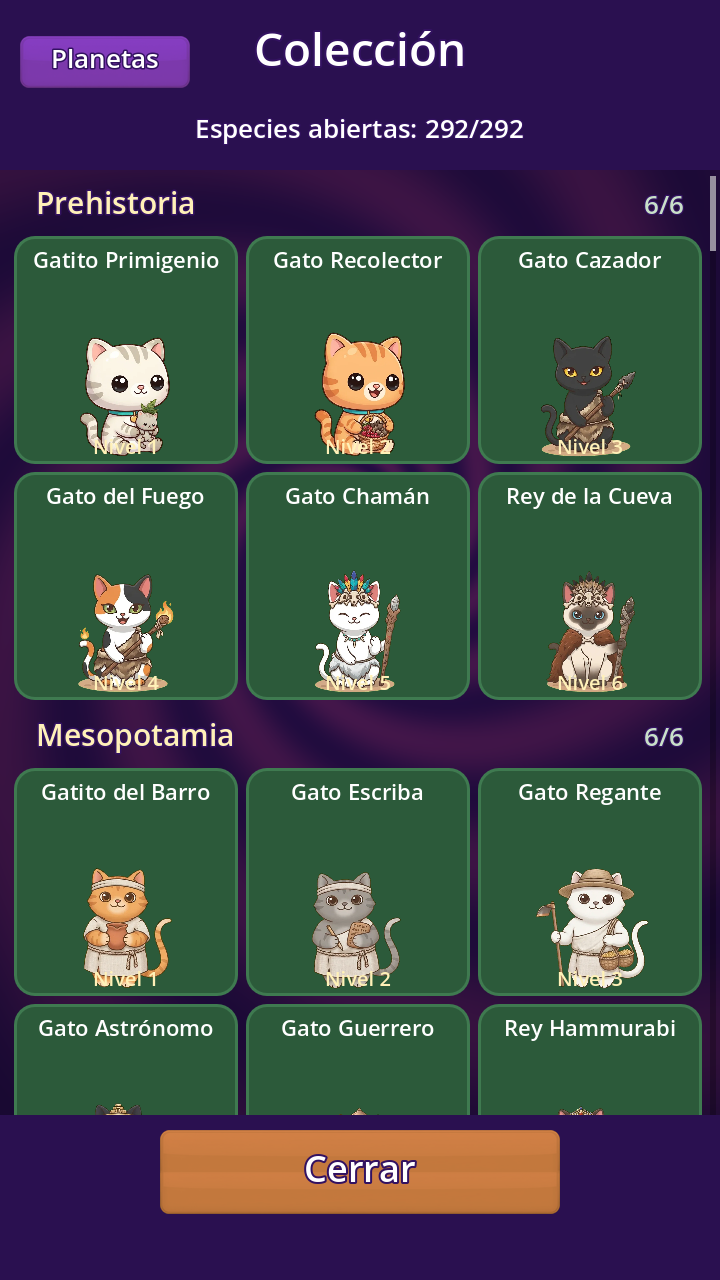 Planetas
Colección
Especies abiertas: 292/292
Prehistoria
6/6
Gatito Primigenio
Gato Recolector
Gato Cazador
Nivel 1
Nivel 2
Nivel 3
Gato del Fuego
Gato Chamán
Rey de la Cueva
Nivel 4
Nivel 5
Nivel 6
Mesopotamia
6/6
Gatito del Barro
Gato Escriba
Gato Regante
Nivel 1
Nivel 2
Nivel 3
Gato Astrónomo
Gato Guerrero
Rey Hammurabi
Cerrar